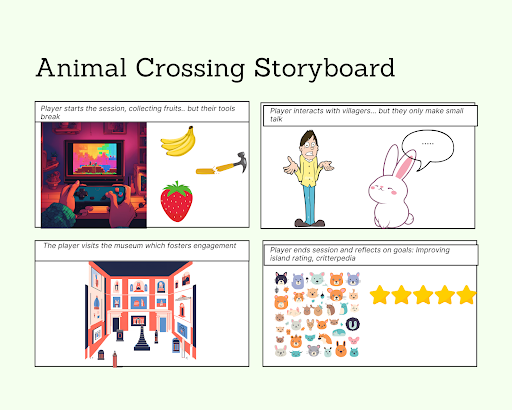 Animal Crossing Storyboard
Player starts the session, collecting fruits.. but their tools
break
Player interacts with villagers... but they only make small
talk
.....
The player visits the museum which fosters engagement
Player ends session and reflects on goals: Improving
island rating, critterpedia